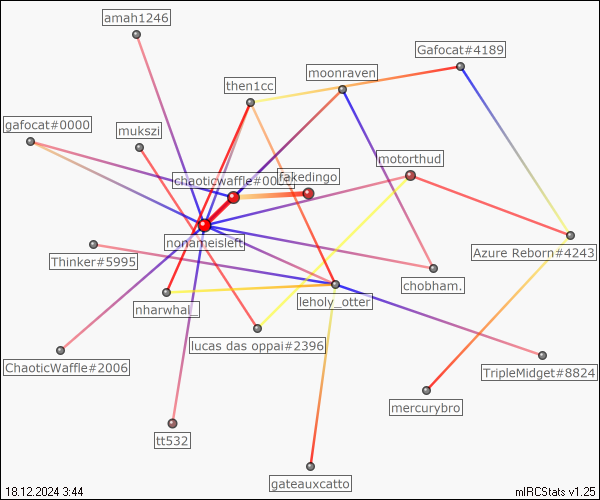 amah1246
Gafocat#4189
moonraven
then1cc
gafocat#0000
mukszi
motorthud
chaoticwaffle#00
fakedingo
nonameisleft
Azure Reborn#4243
Thinker#5995
chobham.
leholy_otter
nharwhal_
lucas das oppai#2396
ChaoticWaffle#2006
TripleMidget#8824
mercurybro
tt532
gateauxcatto
18.12.2024 3:44
mIRCStats v1.25